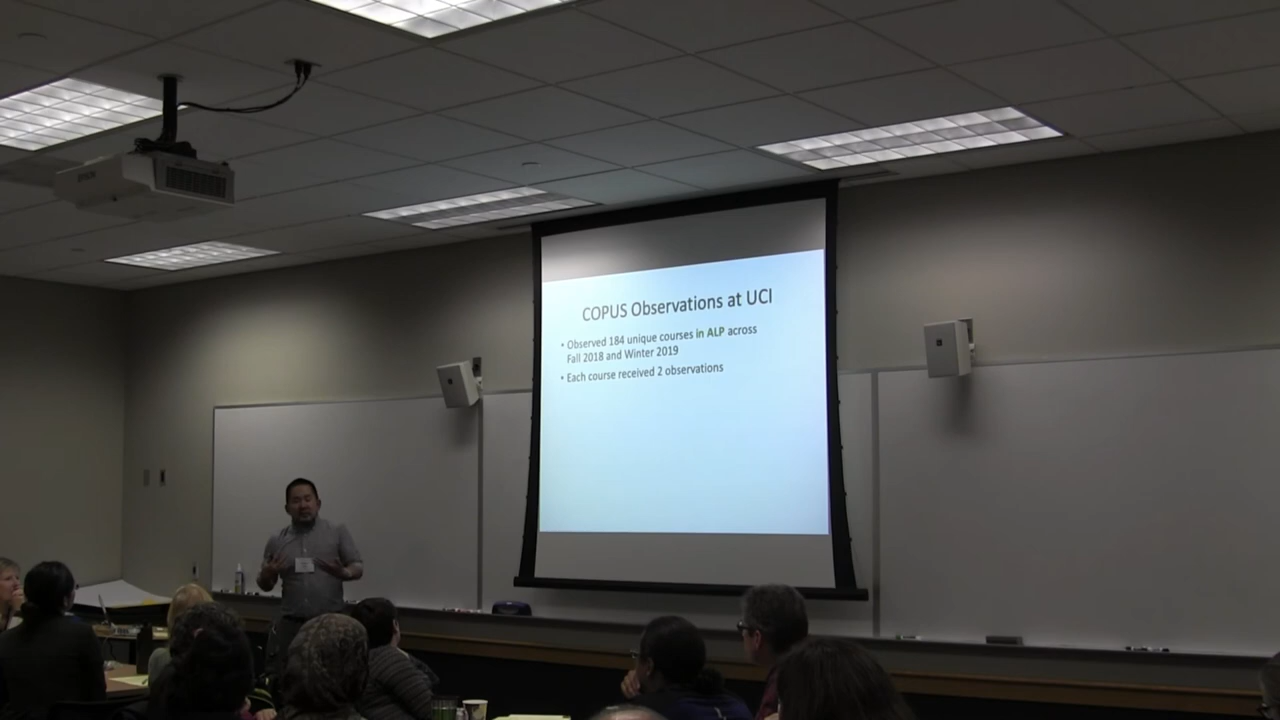 COPUS Observations at UCI
• Observed 184 unique courses in ALP across
Fall 2018 and Winter 2019
• Each course received 2 observations